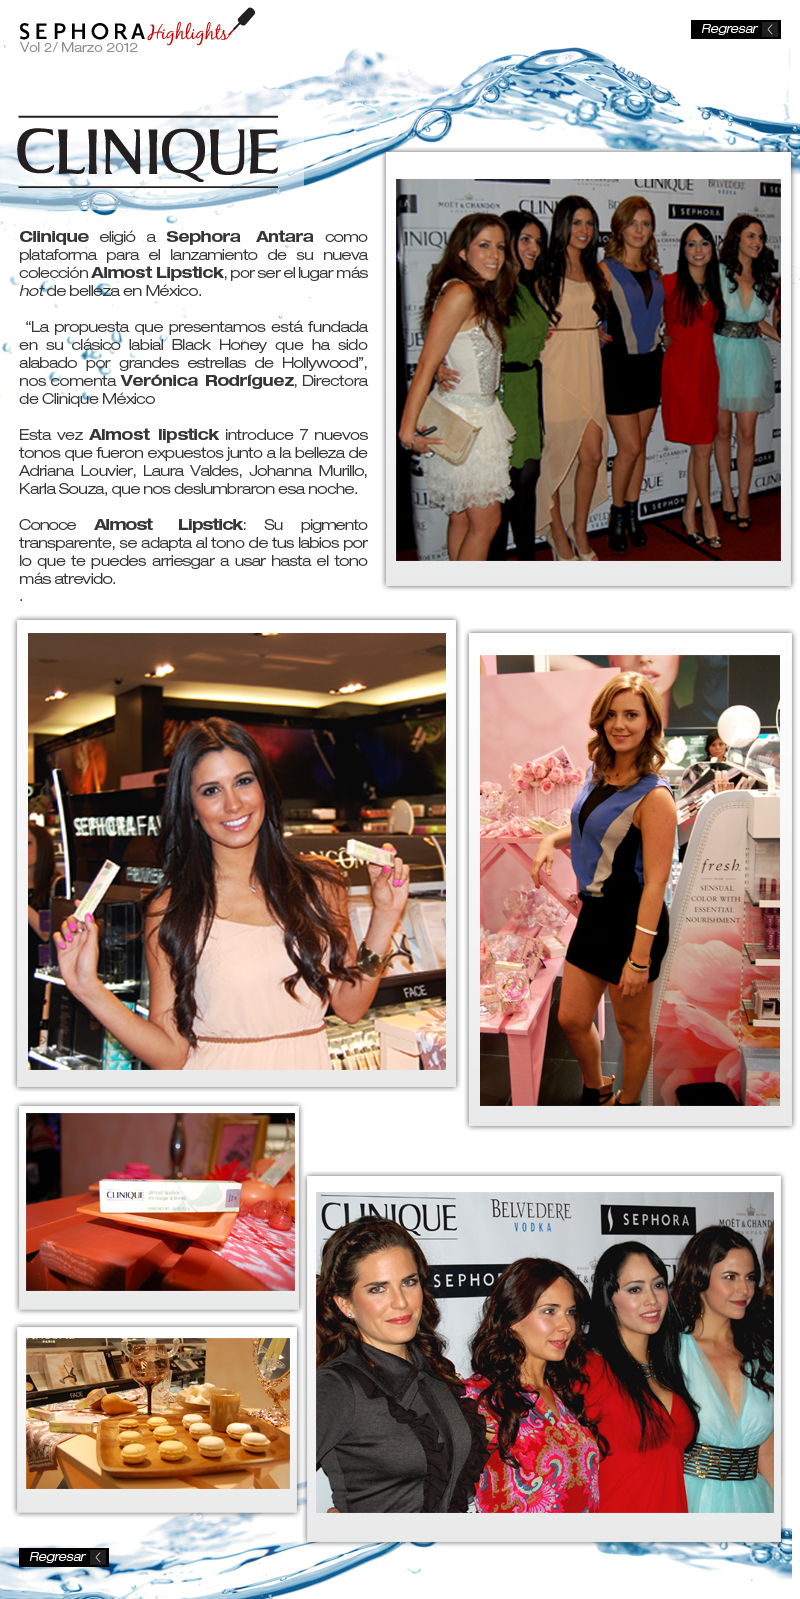 SEPHORA Highlights
Vol 2/ Marzo 2012
Regresar
CLINIQUE
Clinique eligió a Sephora Antara como
plataforma para el lanzamiento de su nueva
colección Almost Lipstick, por ser el lugar más
hot de belleza en México.
“La propuesta que presentamos está fundada
en su clásico labial Black Honey que ha sido
alabado por grandes estrellas de Hollywood”,
nos comenta Verónica Rodríguez, Directora
de Clinique México
Esta vez Almost lipstick introduce 7 nuevos
tonos que fueron expuestos junto a la belleza de
Adriana Louvier, Laura Valdes, Johanna Murillo,
Karla Souza, que nos deslumbraron esa noche.
Conoce Almost Lipstick: Su pigmento
transparente, se adapta al tono de tus labios por
lo que te puedes arriesgar a usar hasta el tono
más atrevido.
.
MOËT & CHANDON
CLINIQUE
BELVEDERE
SEPHORA
SEPHORA
LANCÔME
FACE
fresh
SENSUAL
COLOR WITH
ESSENTIAL
NOURISHMENT
CLINIQUE
almost lipstick
CLINIQUE
BELVEDERE
VODKA
SEPHORA
MOËT & CHAND
SEPHO
Regresar